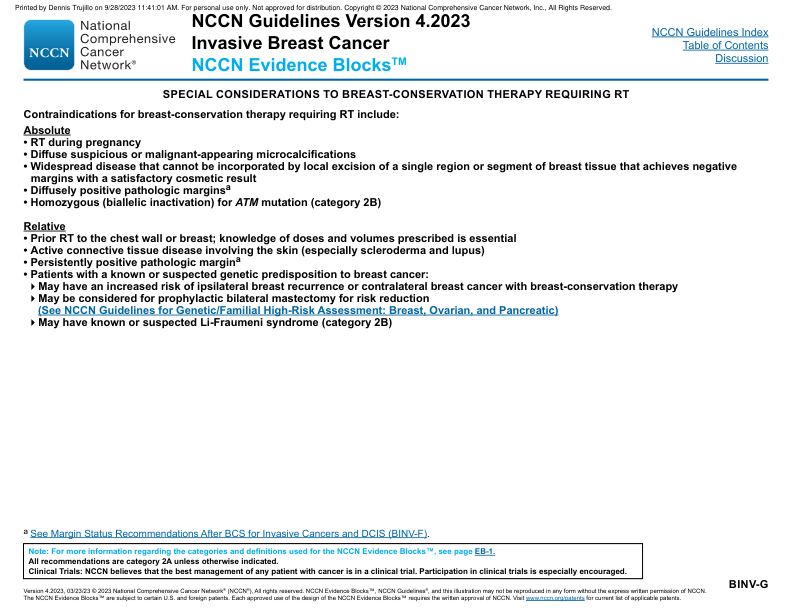 Printed by Dennis Trujillo on 9/28/2023 11:41:01 AM. For personal use only. Not approved for distribution. Copyright © 2023 National Comprehensive Cancer Network, Inc., All Rights Reserved.
NCCN
National
Comprehensive
Cancer
Network®
NCCN Guidelines Version 4.2023
Invasive Breast Cancer
NCCN Evidence Blocks™
NCCN Guidelines Index
Table of Contents
Discussion
SPECIAL CONSIDERATIONS TO BREAST-CONSERVATION THERAPY REQUIRING RT
Contraindications for breast-conservation therapy requiring RT include:
Absolute
• RT during pregnancy
• Diffuse suspicious or malignant-appearing microcalcifications
• Widespread disease that cannot be incorporated by local excision of a single region or segment of breast tissue that achieves negative
margins with a satisfactory cosmetic result
• Diffusely positive pathologic marginsᵃ
• Homozygous (biallelic inactivation) for ATM mutation (category 2B)
Relative
• Prior RT to the chest wall or breast; knowledge of doses and volumes prescribed is essential
• Active connective tissue disease involving the skin (especially scleroderma and lupus)
• Persistently positive pathologic marginᵃ
• Patients with a known or suspected genetic predisposition to breast cancer:
▸ May have an increased risk of ipsilateral breast recurrence or contralateral breast cancer with breast-conservation therapy
▸ May be considered for prophylactic bilateral mastectomy for risk reduction
(See NCCN Guidelines for Genetic/Familial High-Risk Assessment: Breast, Ovarian, and Pancreatic)
▸ May have known or suspected Li-Fraumeni syndrome (category 2B)
ᵃ See Margin Status Recommendations After BCS for Invasive Cancers and DCIS (BINV-F).
Note: For more information regarding the categories and definitions used for the NCCN Evidence Blocks™, see page EB-1.
All recommendations are category 2A unless otherwise indicated.
Clinical Trials: NCCN believes that the best management of any patient with cancer is in a clinical trial. Participation in clinical trials is especially encouraged.
BINV-G
Version 4.2023, 03/23/23 © 2023 National Comprehensive Cancer Network® (NCCN®), All rights reserved. NCCN Evidence Blocks™, NCCN Guidelines®, and this illustration may not be reproduced in any form without the express written permission of NCCN.
The NCCN Evidence Blocks™ are subject to certain U.S. and foreign patents. Each approved use of the design of the NCCN Evidence Blocks™ requires the written approval of NCCN. Visit www.nccn.org/patents for current list of applicable patents.